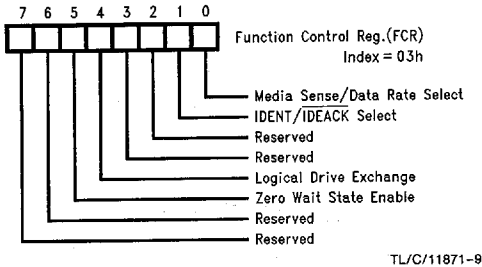 7 6 5 4 3 2 1 0
Function Control Reg.(FCR)
Index = 03h
Media Sense/Data Rate Select
IDENT/IDEACK Select
Reserved
Reserved
Logical Drive Exchange
Zero Wait State Enable
Reserved
Reserved
TL/C/11871-9